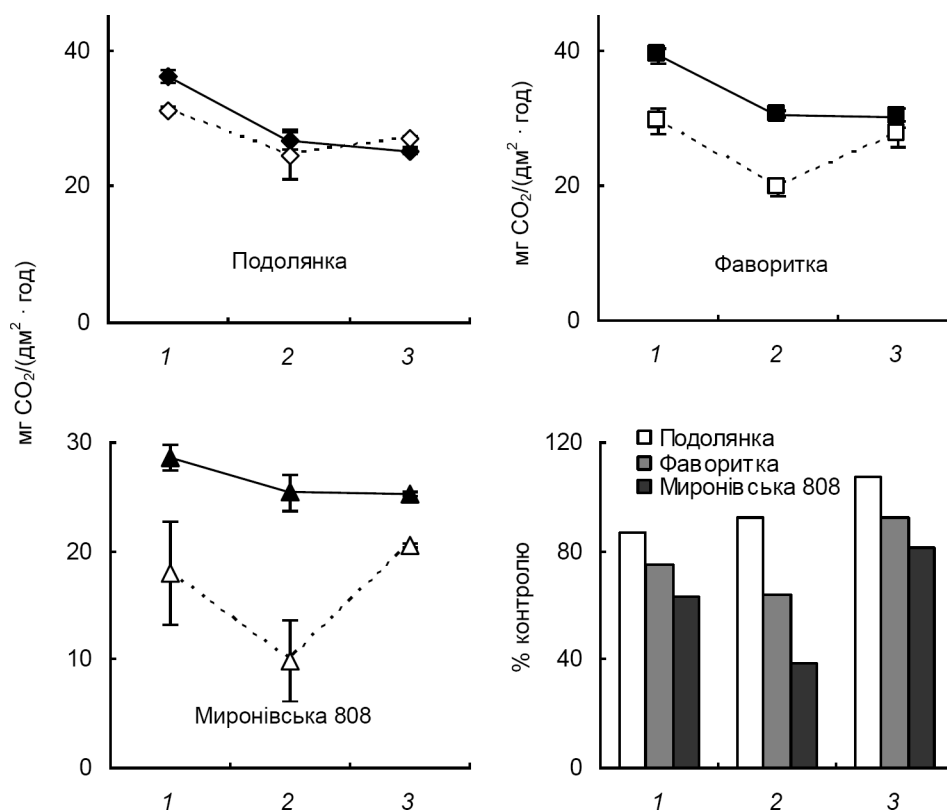 мг CO₂/(дм² · год)
40
20
0
Подолянка
1 2 3
мг CO₂/(дм² · год)
40
20
0
Фаворитка
1 2 3
30
20
10
0
Миронівська 808
1 2 3
% контролю
120
80
40
0
Подолянка
Фаворитка
Миронівська 808
1 2 3